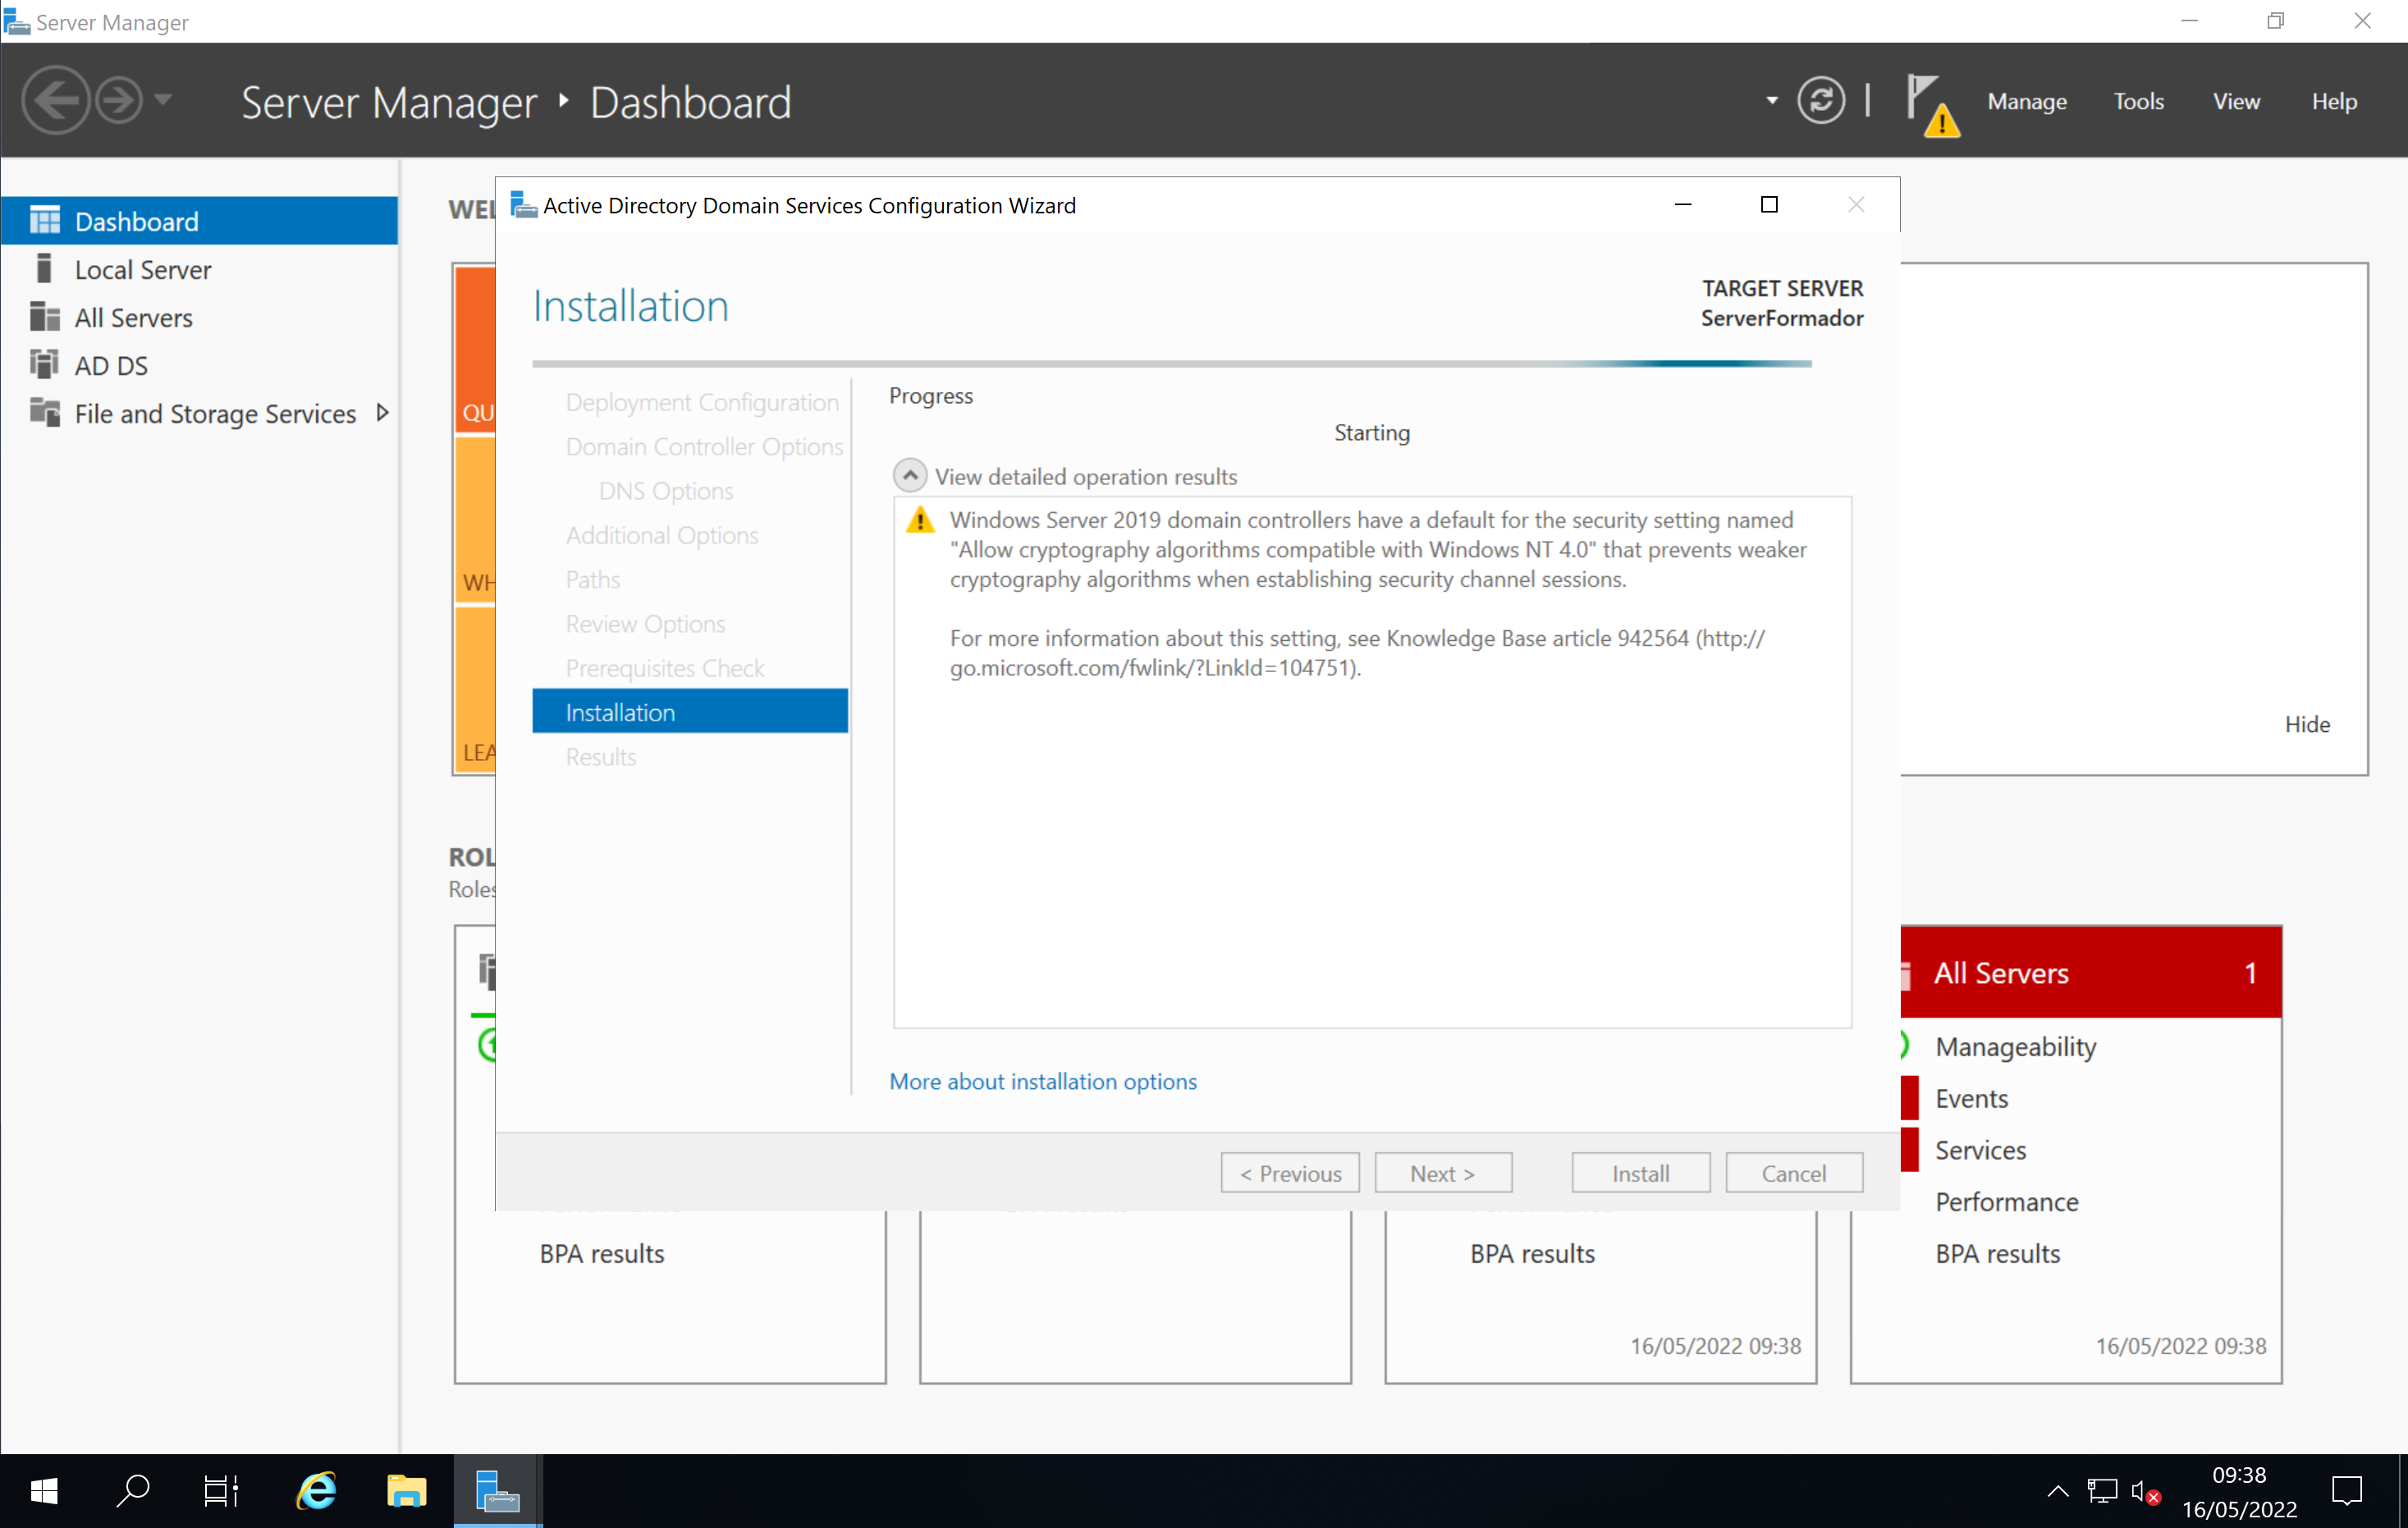 Server Manager
Server Manager ‣ Dashboard
Manage
Tools
View
Help
Dashboard
Local Server
All Servers
AD DS
File and Storage Services
WEL
QU
WH
LEA
Hide
Active Directory Domain Services Configuration Wizard
Installation
TARGET SERVER
ServerFormador
Deployment Configuration
Domain Controller Options
DNS Options
Additional Options
Paths
Review Options
Prerequisites Check
Installation
Results
Progress
Starting
View detailed operation results
Windows Server 2019 domain controllers have a default for the security setting named
"Allow cryptography algorithms compatible with Windows NT 4.0" that prevents weaker
cryptography algorithms when establishing security channel sessions.
For more information about this setting, see Knowledge Base article 942564 (http://
go.microsoft.com/fwlink/?LinkId=104751).
More about installation options
< Previous
Next >
Install
Cancel
ROL
Roles
All Servers
1
Manageability
Events
Services
Performance
BPA results
BPA results
BPA results
16/05/2022 09:38
16/05/2022 09:38
09:38
16/05/2022